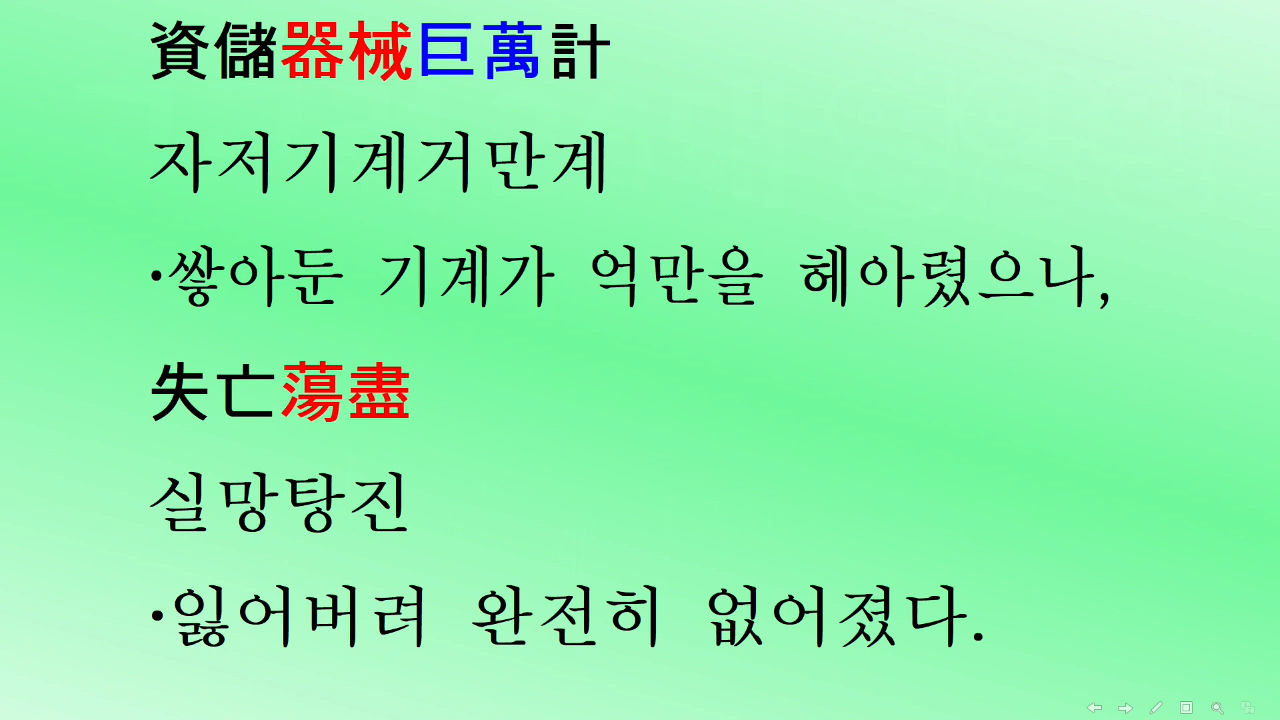 資儲器械巨萬計
자저기계거만계
·쌓아둔 기계가 억만을 헤아렸으나,
失亡蕩盡
실망탕진
·잃어버려 완전히 없어졌다.